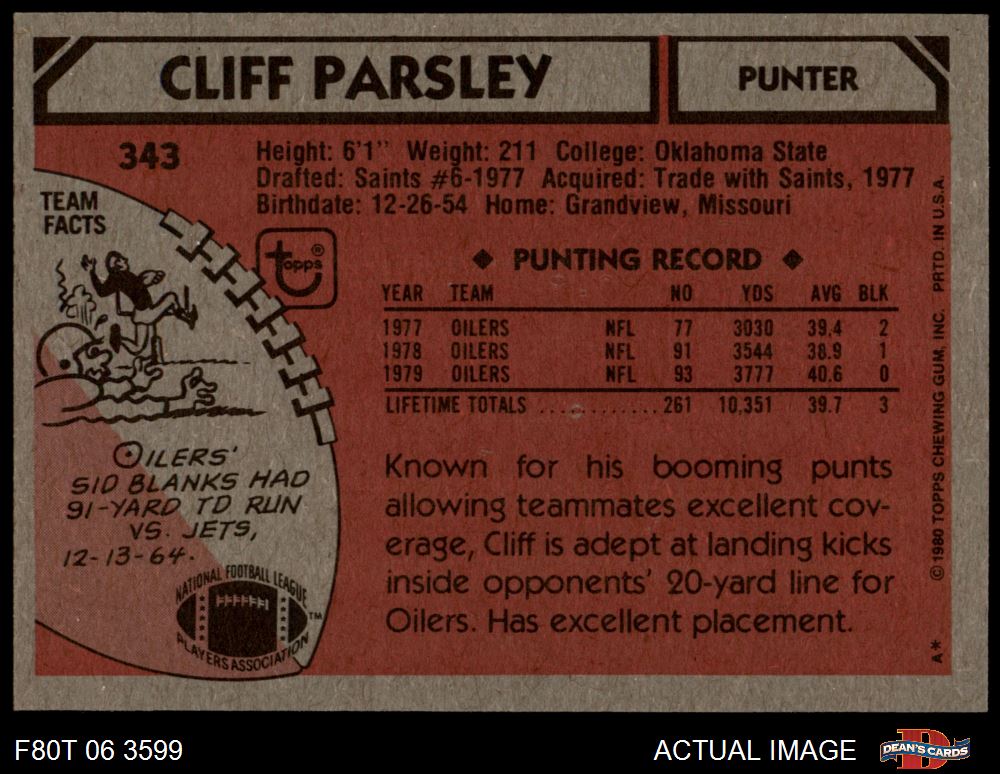 CLIFF PARSLEY
PUNTER
343
Height: 6'1" Weight: 211 College: Oklahoma State
Drafted: Saints #6-1977 Acquired: Trade with Saints, 1977
Birthdate: 12-26-54 Home: Grandview, Missouri
TEAM
FACTS
topps®
◆ PUNTING RECORD ◆
YEAR TEAM NO YDS AVG BLK
1977 OILERS NFL 77 3030 39.4 2
1978 OILERS NFL 91 3544 38.9 1
1979 OILERS NFL 93 3777 40.6 0
LIFETIME TOTALS ............ 261 10,351 39.7 3
OILERS'
SID BLANKS HAD
91-YARD TD RUN
VS. JETS,
12-13-64.
NATIONAL FOOTBALL LEAGUE
PLAYERS ASSOCIATION
TM
Known for his booming punts
allowing teammates excellent cov-
erage, Cliff is adept at landing kicks
inside opponents' 20-yard line for
Oilers. Has excellent placement.
A* © 1980 TOPPS CHEWING GUM, INC. PRTD. IN U.S.A.
F80T 06 3599
ACTUAL IMAGE
DEAN'S CARDS